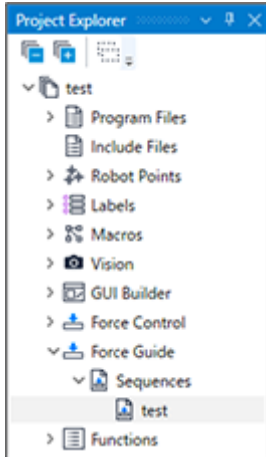 Project Explorer
test
Program Files
Include Files
Robot Points
Labels
Macros
Vision
GUI Builder
Force Control
Force Guide
Sequences
test
Functions